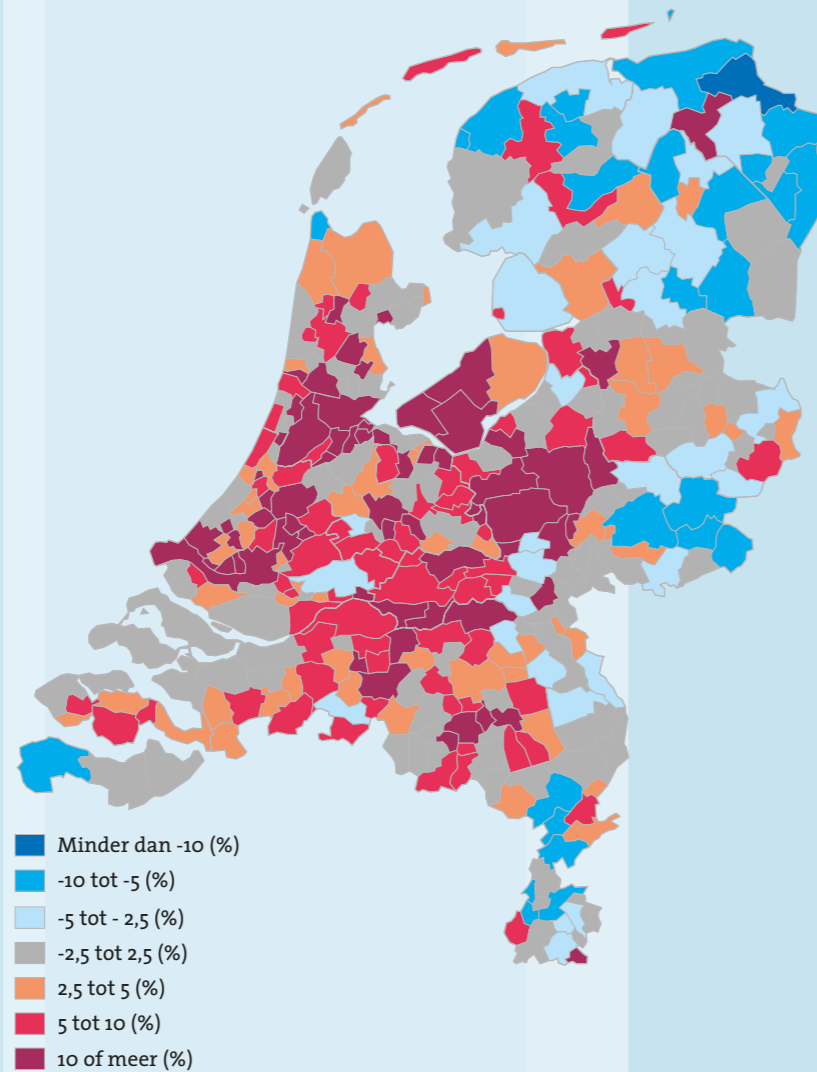 Minder dan -10 (%)
-10 tot -5 (%)
-5 tot - 2,5 (%)
-2,5 tot 2,5 (%)
2,5 tot 5 (%)
5 tot 10 (%)
10 of meer (%)